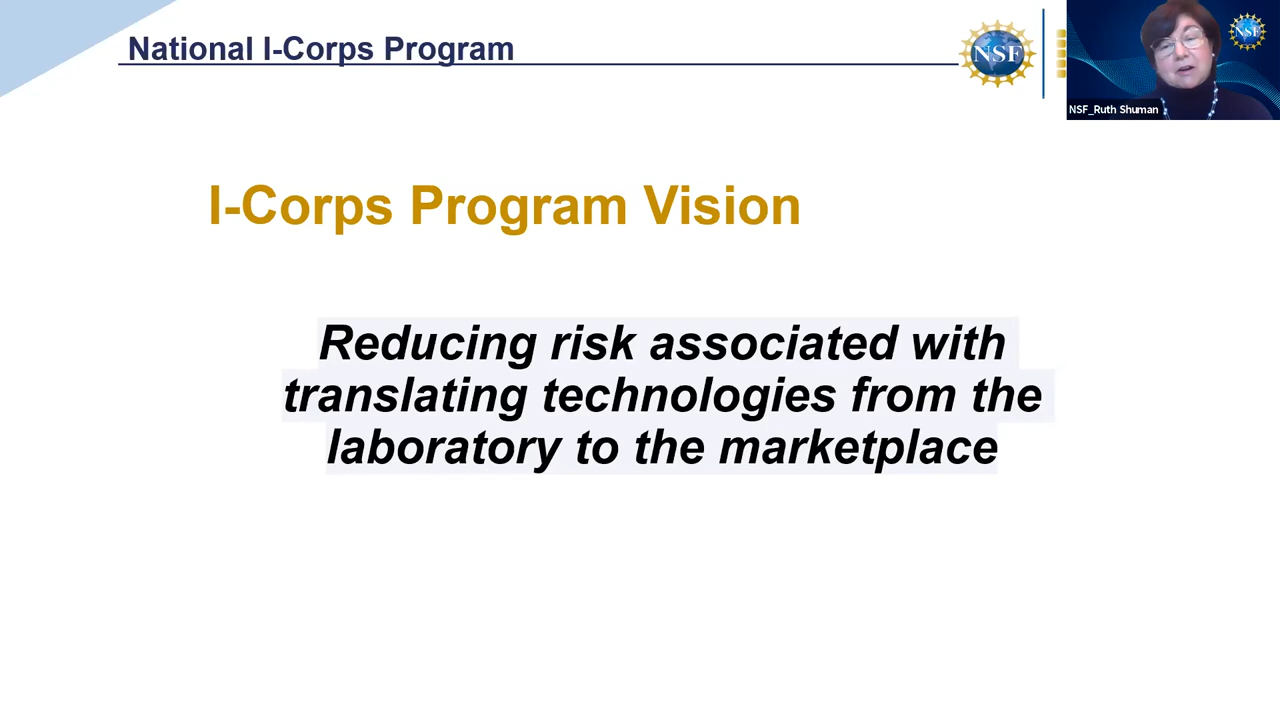 National I-Corps Program
NSF
NSF
NSF_Ruth Shuman
I-Corps Program Vision
Reducing risk associated with
translating technologies from the
laboratory to the marketplace